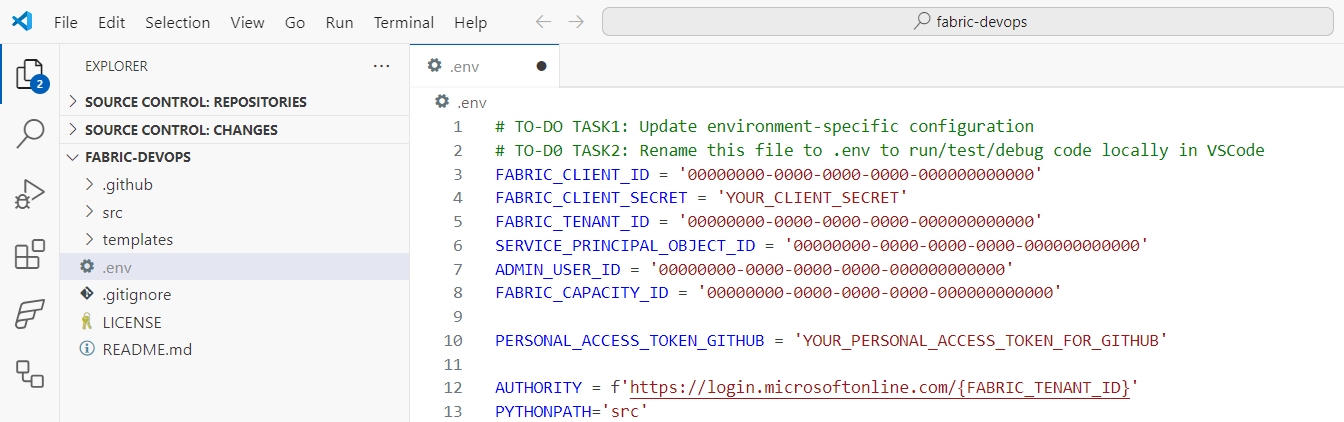 File Edit Selection View Go Run Terminal Help fabric-devops
2
EXPLORER ...
SOURCE CONTROL: REPOSITORIES
SOURCE CONTROL: CHANGES
FABRIC-DEVOPS
.github
src
templates
.env
.gitignore
LICENSE
README.md
.env
.env
1 # TO-DO TASK1: Update environment-specific configuration
2 # TO-D0 TASK2: Rename this file to .env to run/test/debug code locally in VSCode
3 FABRIC_CLIENT_ID = '00000000-0000-0000-0000-000000000000'
4 FABRIC_CLIENT_SECRET = 'YOUR_CLIENT_SECRET'
5 FABRIC_TENANT_ID = '00000000-0000-0000-0000-000000000000'
6 SERVICE_PRINCIPAL_OBJECT_ID = '00000000-0000-0000-0000-000000000000'
7 ADMIN_USER_ID = '00000000-0000-0000-0000-000000000000'
8 FABRIC_CAPACITY_ID = '00000000-0000-0000-0000-000000000000'
9
10 PERSONAL_ACCESS_TOKEN_GITHUB = 'YOUR_PERSONAL_ACCESS_TOKEN_FOR_GITHUB'
11
12 AUTHORITY = f'https://login.microsoftonline.com/{FABRIC_TENANT_ID}'
13 PYTHONPATH='src'